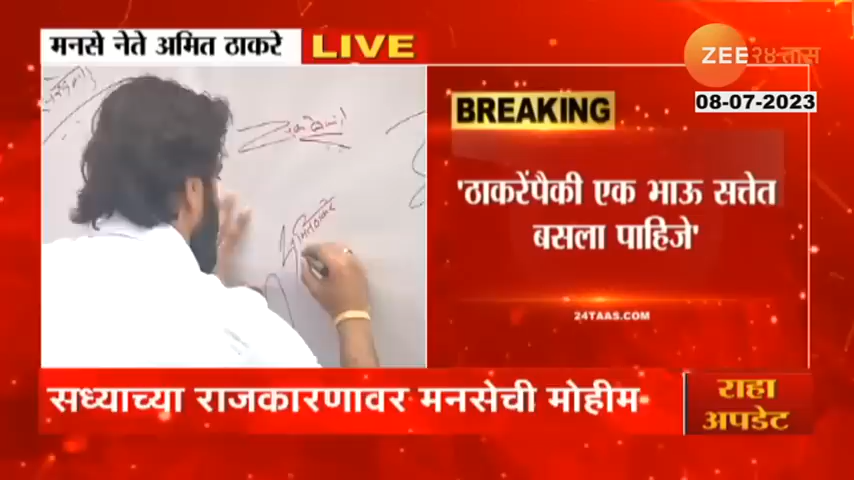 मनसे नेते अमित ठाकरे
LIVE
ZEE २४ तास
08-07-2023
BREAKING
'ठाकरेंपैकी एक भाऊ सत्तेत
बसला पाहिजे'
24TAAS.COM
सध्याच्या राजकारणावर मनसेची मोहीम
राहा
अपडेट